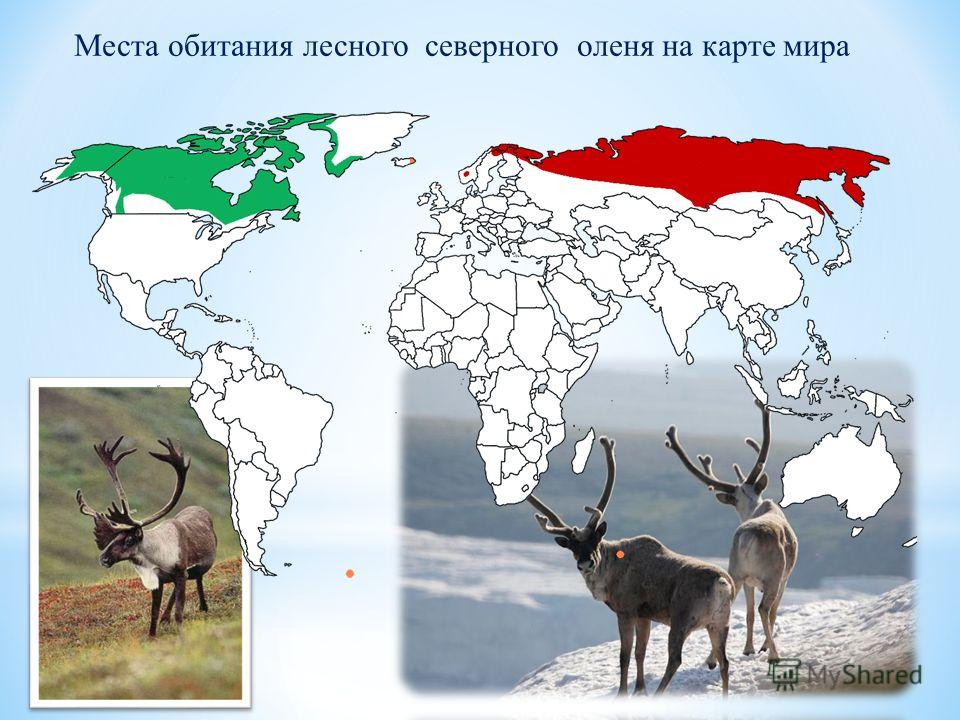 Места обитания лесного северного оленя на карте мира
MyShared